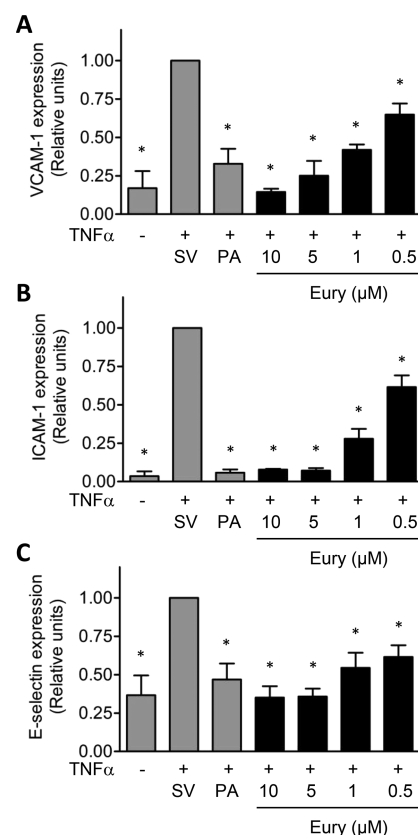 A
VCAM-1 expression
(Relative units)
1.00
0.75
0.50
0.25
0.00
* * * * * *
TNFα - + + + + + +
SV PA 10 5 1 0.5
Eury (µM)
B
ICAM-1 expression
(Relative units)
1.00
0.75
0.50
0.25
0.00
* * * * * *
TNFα - + + + + + +
SV PA 10 5 1 0.5
Eury (µM)
C
E-selectin expression
(Relative units)
1.00
0.75
0.50
0.25
0.00
* * * * * *
TNFα - + + + + + +
SV PA 10 5 1 0.5
Eury (µM)